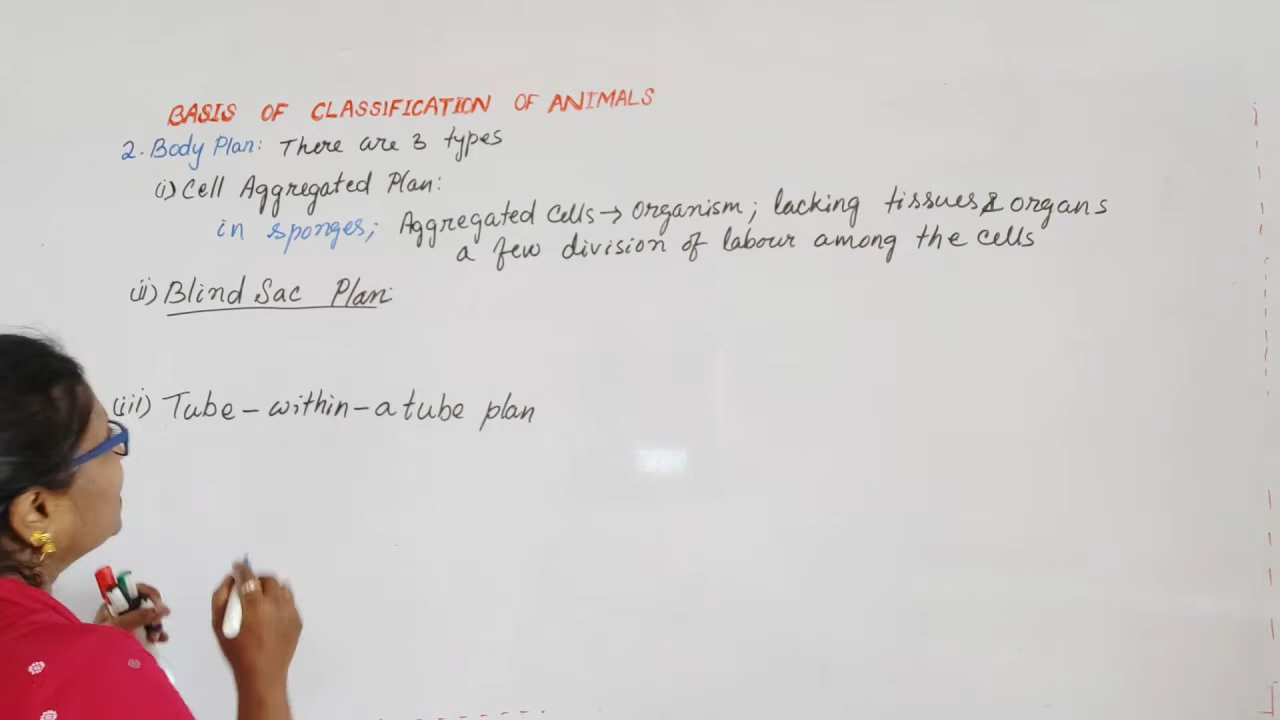 BASIS OF CLASSIFICATION OF ANIMALS
2. Body Plan: There are 3 types
(i) Cell Aggregated Plan:
in sponges; Aggregated Cells → Organism; lacking tissues & organs
a few division of labour among the cells
ii) Blind Sac Plan:
(iii) Tube-within-a tube plan